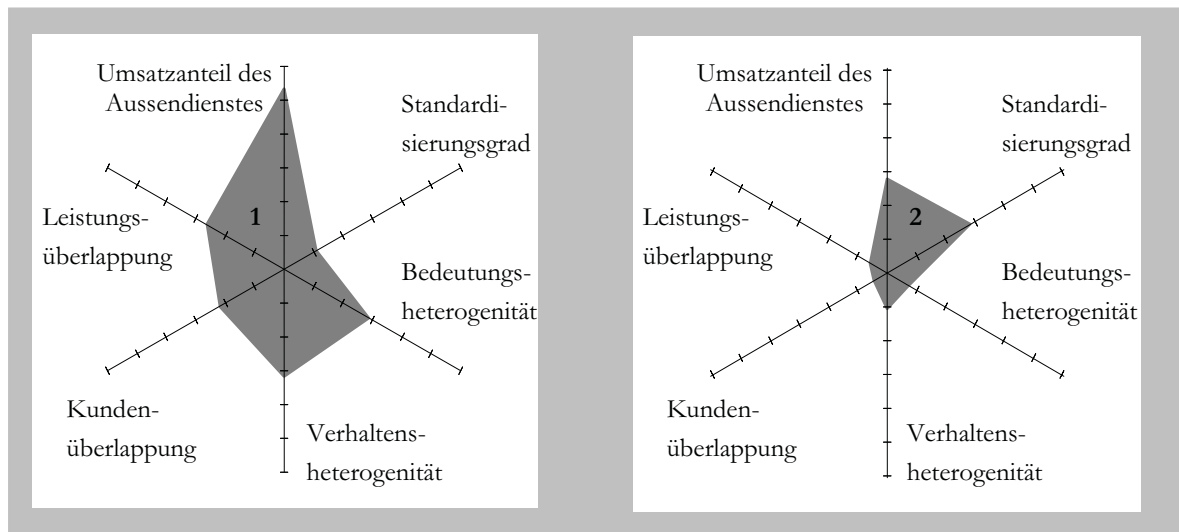 Umsatzanteil des
Aussendienstes
Standardi-
sierungsgrad
1
Leistungs-
überlappung
Bedeutungs-
heterogenität
Kunden-
überlappung
Verhaltens-
heterogenität
Umsatzanteil des
Aussendienstes
Standardi-
sierungsgrad
2
Leistungs-
überlappung
Bedeutungs-
heterogenität
Kunden-
überlappung
Verhaltens-
heterogenität